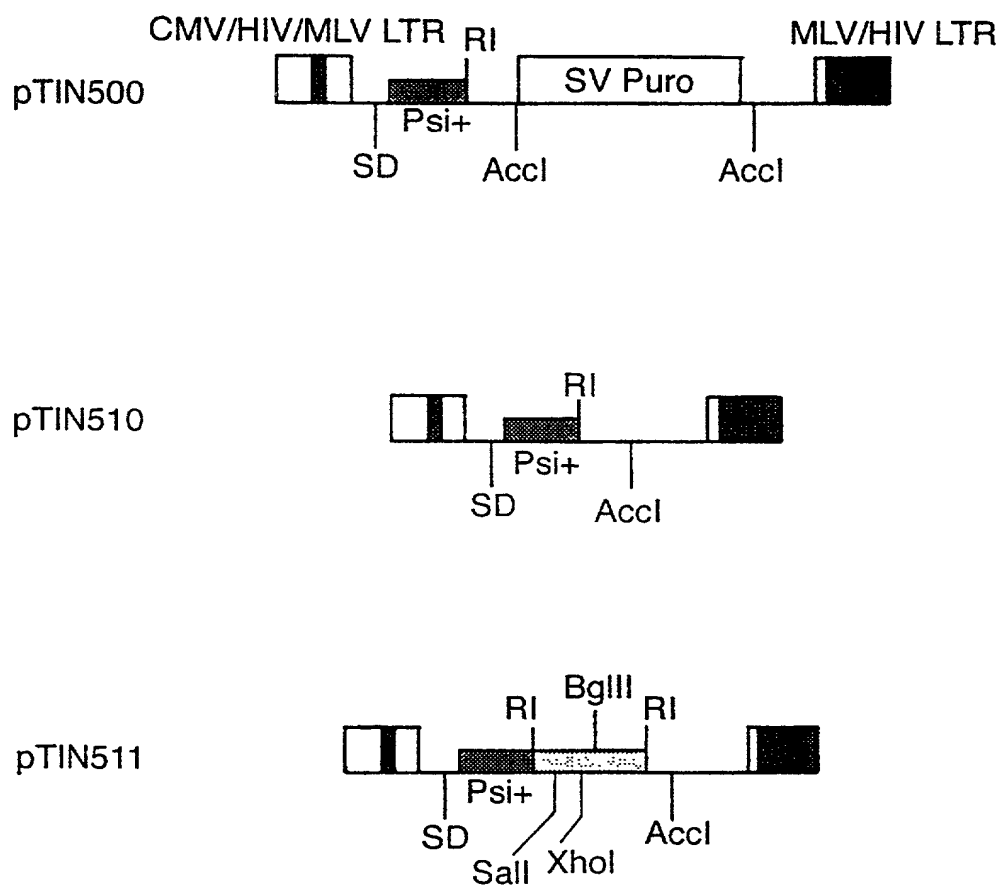 CMV/HIV/MLV LTR
RI
MLV/HIV LTR
pTIN500
SV Puro
Psi+
SD
AccI
AccI
RI
pTIN510
Psi+
SD
AccI
BglII
RI
RI
pTIN511
Psi+
SD
SalI
XhoI
AccI